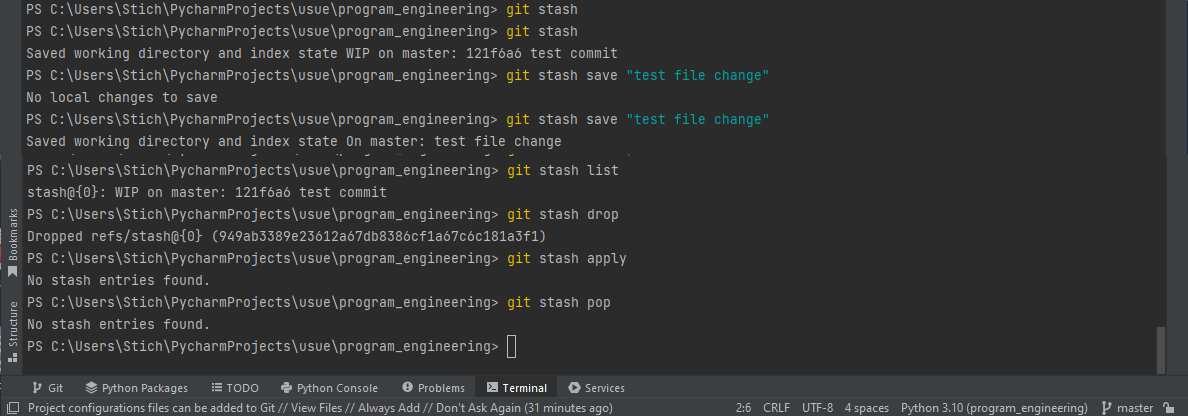 PS C:\Users\Stich\PycharmProjects\usue\program_engineering> git stash
PS C:\Users\Stich\PycharmProjects\usue\program_engineering> git stash
Saved working directory and index state WIP on master: 121f6a6 test commit
PS C:\Users\Stich\PycharmProjects\usue\program_engineering> git stash save "test file change"
No local changes to save
PS C:\Users\Stich\PycharmProjects\usue\program_engineering> git stash save "test file change"
Saved working directory and index state On master: test file change
PS C:\Users\Stich\PycharmProjects\usue\program_engineering> git stash list
stash@{0}: WIP on master: 121f6a6 test commit
PS C:\Users\Stich\PycharmProjects\usue\program_engineering> git stash drop
Dropped refs/stash@{0} (949ab3389e23612a67db8386cf1a67c6c181a3f1)
PS C:\Users\Stich\PycharmProjects\usue\program_engineering> git stash apply
No stash entries found.
PS C:\Users\Stich\PycharmProjects\usue\program_engineering> git stash pop
No stash entries found.
PS C:\Users\Stich\PycharmProjects\usue\program_engineering>
Bookmarks
Structure
Git Python Packages TODO Python Console Problems Terminal Services
Project configurations files can be added to Git // View Files // Always Add // Don't Ask Again (31 minutes ago) 2:6 CRLF UTF-8 4 spaces Python 3.10 (program_engineering) master